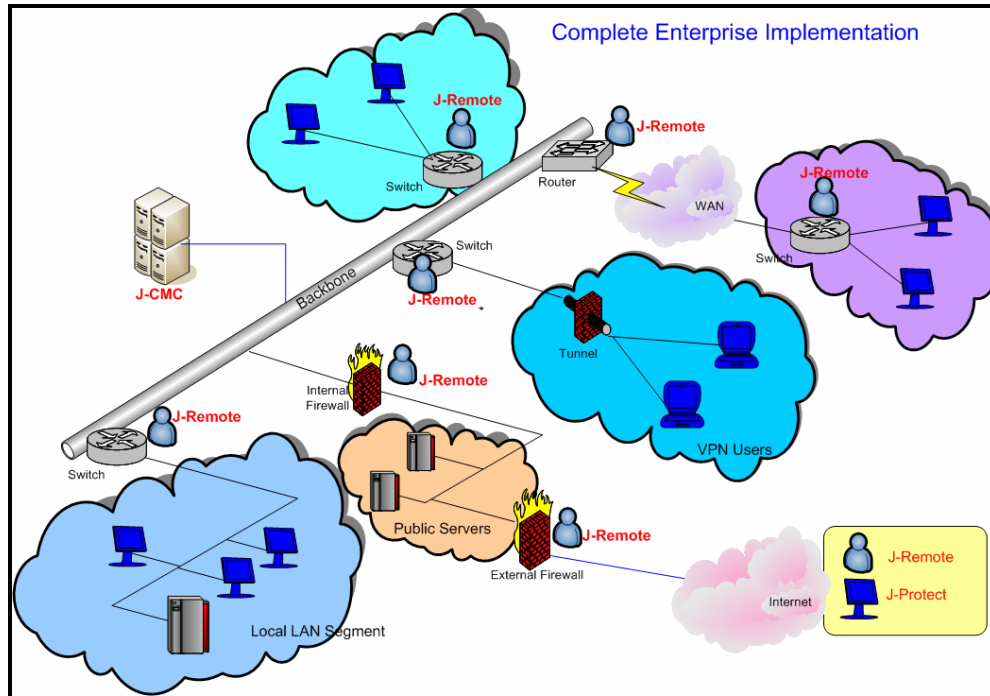 Complete Enterprise Implementation
J-Remote
Switch
J-Remote
Router
WAN
J-Remote
Switch
J-CMC
Backbone
Switch
J-Remote
Tunnel
VPN Users
Internal
Firewall
J-Remote
J-Remote
Switch
Public Servers
J-Remote
External Firewall
Local LAN Segment
Internet
J-Remote
J-Protect